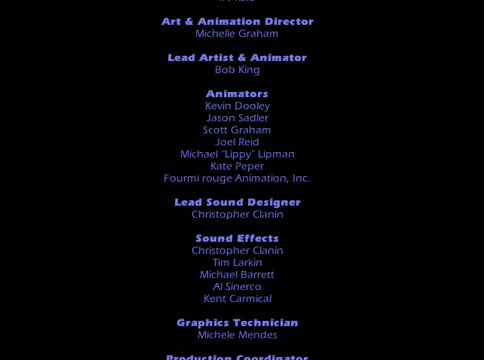 Art & Animation Director
Michelle Graham
Lead Artist & Animator
Bob King
Animators
Kevin Dooley
Jason Sadler
Scott Graham
Joel Reid
Michael "Lippy" Lipman
Kate Peper
Fourmi rouge Animation, Inc.
Lead Sound Designer
Christopher Clanin
Sound Effects
Christopher Clanin
Tim Larkin
Michael Barrett
Al Sinerco
Kent Carmical
Graphics Technician
Michele Mendes
Production Coordinator